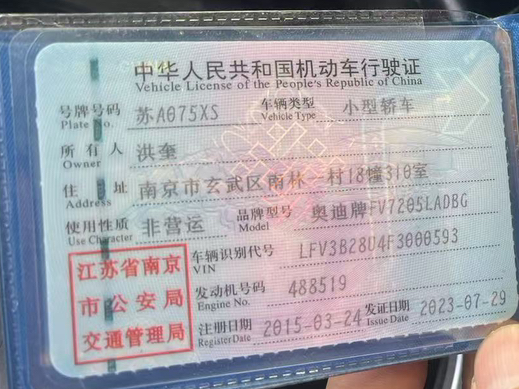 中华人民共和国机动车行驶证
Vehicle License of the People's Republic of China
号牌号码 苏A075XS 车辆类型 小型轿车
Plate No. Vehicle Type
所有人 洪奎
Owner
住址 南京市玄武区南林一村18幢310室
Address
使用性质 非营运 品牌型号 奥迪牌FV7205LADBG
Use Character Model
车辆识别代号 LFV3B28U4F3000593
VIN
发动机号码 488519
Engine No.
注册日期 2015-03-24 发证日期 2023-07-29
Register Date Issue Date
江苏省南京
市公安局
交通管理局